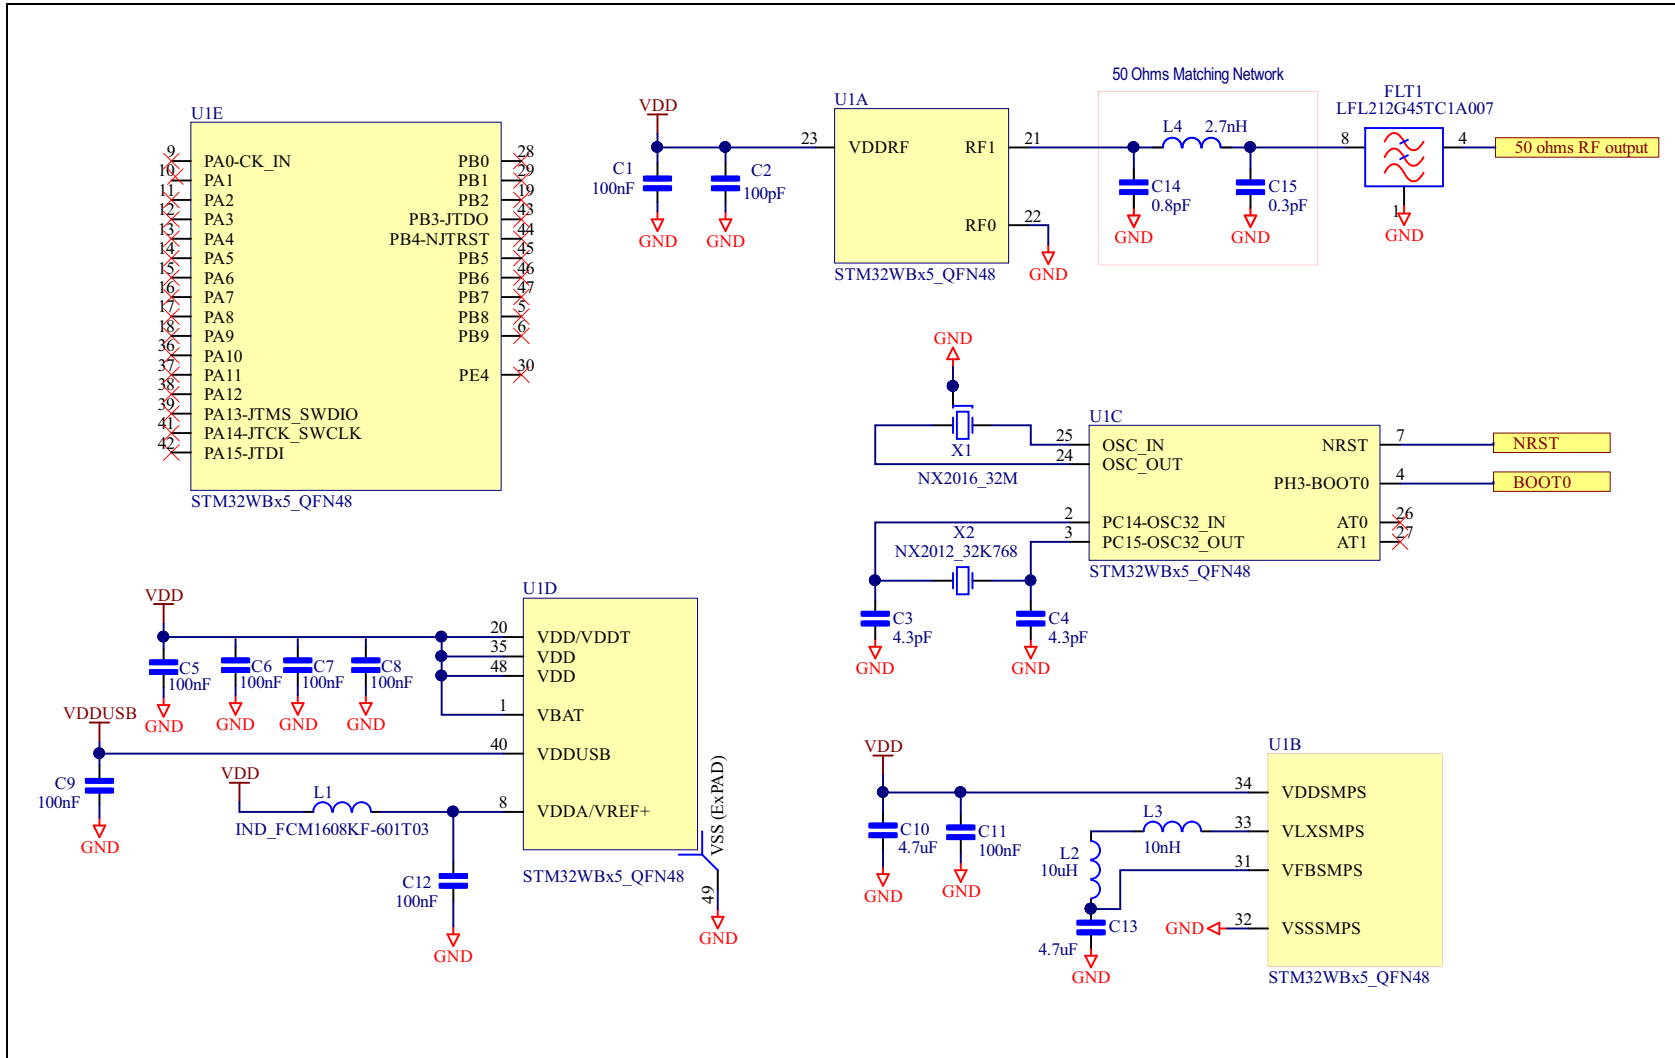 50 Ohms Matching Network
U1E
9 PA0-CK_IN PB0 28
10 PA1 PB1 29
11 PA2 PB2 19
12 PA3 PB3-JTDO 43
13 PA4 PB4-NJTRST 44
14 PA5 PB5 45
15 PA6 PB6 46
16 PA7 PB7 47
17 PA8 PB8 5
18 PA9 PB9 6
36 PA10
37 PA11 PE4 30
38 PA12
39 PA13-JTMS_SWDIO
41 PA14-JTCK_SWCLK
42 PA15-JTDI
STM32WBx5_QFN48
VDD
C1
100nF
GND
C2
100pF
GND
U1A
23 VDDRF RF1 21
RF0 22
GND
STM32WBx5_QFN48
L4 2.7nH
C14
0.8pF
GND
C15
0.3pF
GND
FLT1
LFL212G45TC1A007
8 4
1
GND
50 ohms RF output
GND
X1
NX2016_32M
U1C
25 OSC_IN NRST 7 NRST
24 OSC_OUT
PH3-BOOT0 4 BOOT0
2 PC14-OSC32_IN AT0 26
3 PC15-OSC32_OUT AT1 27
STM32WBx5_QFN48
X2
NX2012_32K768
C3
4.3pF
GND
C4
4.3pF
GND
VDD
C5
100nF
GND
C6
100nF
GND
C7
100nF
GND
C8
100nF
GND
U1D
20 VDD/VDDT
35 VDD
48 VDD
1 VBAT
40 VDDUSB
8 VDDA/VREF+
VSS (ExPAD)
49
GND
STM32WBx5_QFN48
VDDUSB
C9
100nF
GND
VDD
L1
IND_FCM1608KF-601T03
C12
100nF
GND
VDD
C10
4.7uF
GND
C11
100nF
GND
U1B
34 VDDSMPS
33 VLXSMPS
31 VFBSMPS
GND 32 VSSSMPS
STM32WBx5_QFN48
L3
10nH
L2
10uH
C13
4.7uF
GND